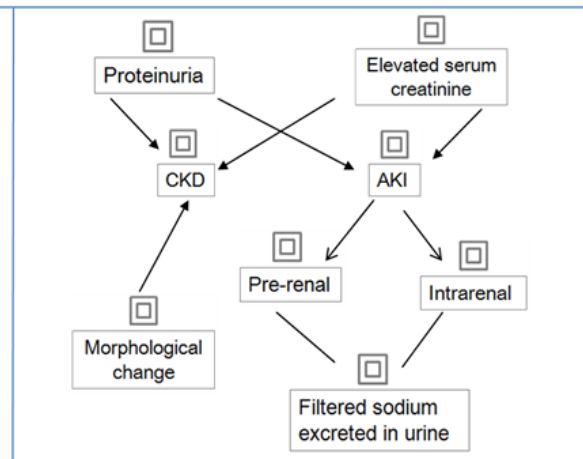 Proteinuria
Elevated serum
creatinine
CKD
AKI
Pre-renal
Intrarenal
Morphological
change
Filtered sodium
excreted in urine